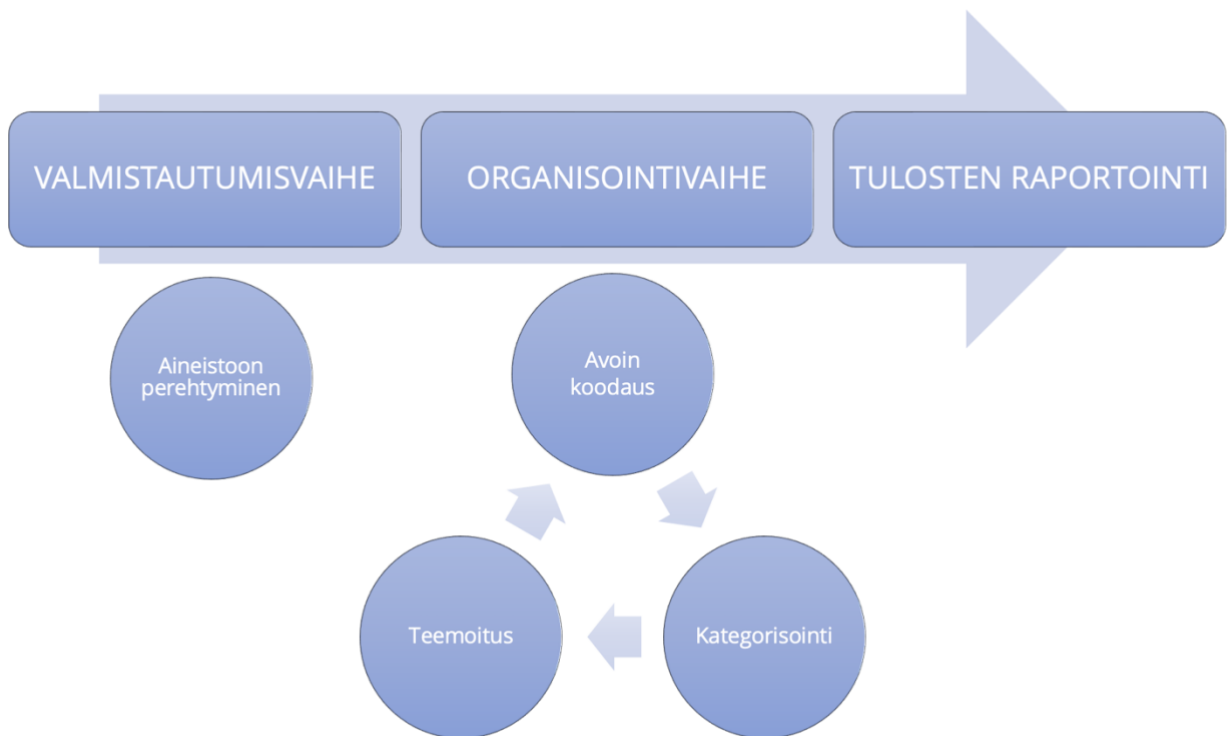 VALMISTAUTUMISVAIHE
ORGANISOINTIVAIHE
TULOSTEN RAPORTOINTI
Aineistoon
perehtyminen
Avoin
koodaus
Teemoitus
Kategorisointi